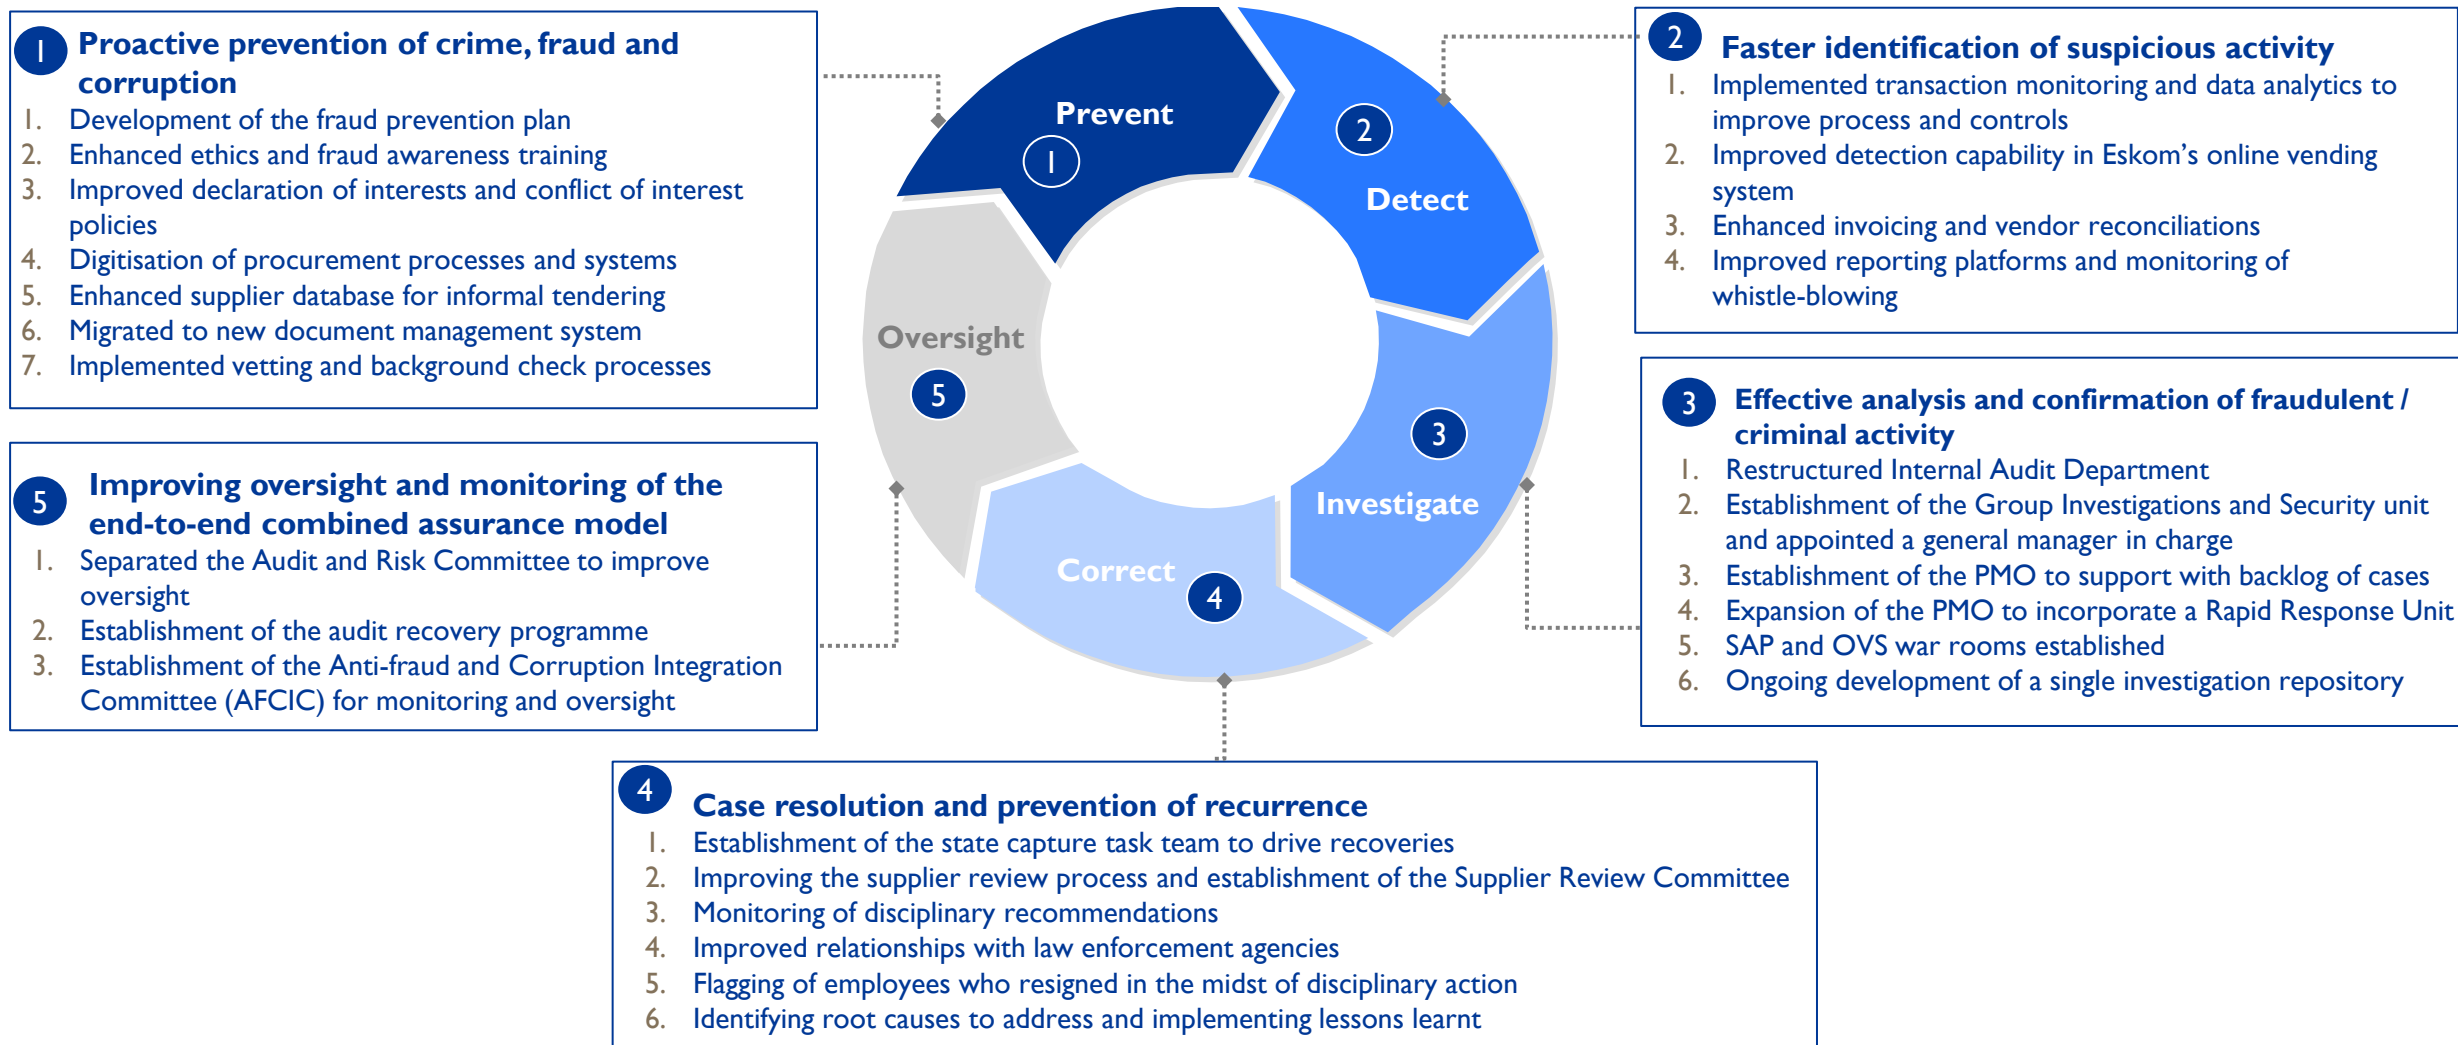 1 Proactive prevention of crime, fraud and
corruption
1. Development of the fraud prevention plan
2. Enhanced ethics and fraud awareness training
3. Improved declaration of interests and conflict of interest
policies
4. Digitisation of procurement processes and systems
5. Enhanced supplier database for informal tendering
6. Migrated to new document management system
7. Implemented vetting and background check processes
Prevent
1
2
Detect
3
Investigate
Correct
4
Oversight
5
2 Faster identification of suspicious activity
1. Implemented transaction monitoring and data analytics to
improve process and controls
2. Improved detection capability in Eskom’s online vending
system
3. Enhanced invoicing and vendor reconciliations
4. Improved reporting platforms and monitoring of
whistle-blowing
3 Effective analysis and confirmation of fraudulent /
criminal activity
1. Restructured Internal Audit Department
2. Establishment of the Group Investigations and Security unit
and appointed a general manager in charge
3. Establishment of the PMO to support with backlog of cases
4. Expansion of the PMO to incorporate a Rapid Response Unit
5. SAP and OVS war rooms established
6. Ongoing development of a single investigation repository
4 Case resolution and prevention of recurrence
1. Establishment of the state capture task team to drive recoveries
2. Improving the supplier review process and establishment of the Supplier Review Committee
3. Monitoring of disciplinary recommendations
4. Improved relationships with law enforcement agencies
5. Flagging of employees who resigned in the midst of disciplinary action
6. Identifying root causes to address and implementing lessons learnt
5 Improving oversight and monitoring of the
end-to-end combined assurance model
1. Separated the Audit and Risk Committee to improve
oversight
2. Establishment of the audit recovery programme
3. Establishment of the Anti-fraud and Corruption Integration
Committee (AFCIC) for monitoring and oversight